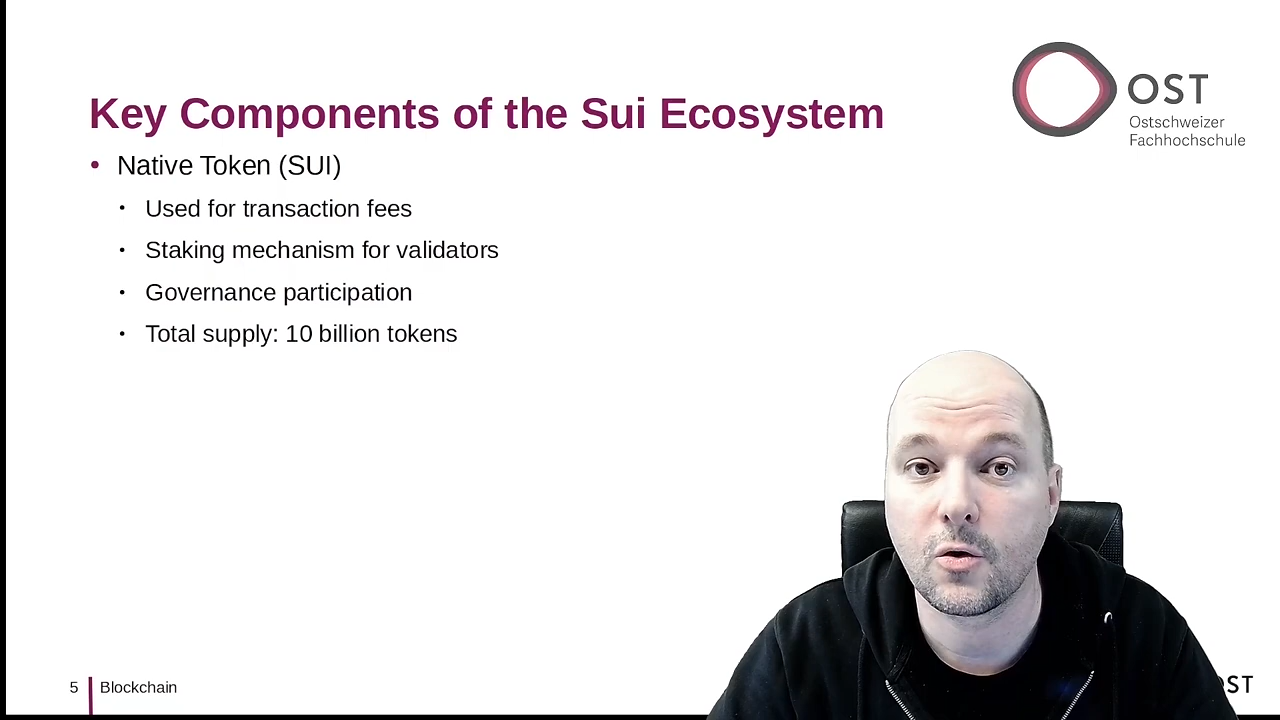 Key Components of the Sui Ecosystem
OST
Ostschweizer
Fachhochschule
• Native Token (SUI)
• Used for transaction fees
• Staking mechanism for validators
• Governance participation
• Total supply: 10 billion tokens
5 Blockchain
OST